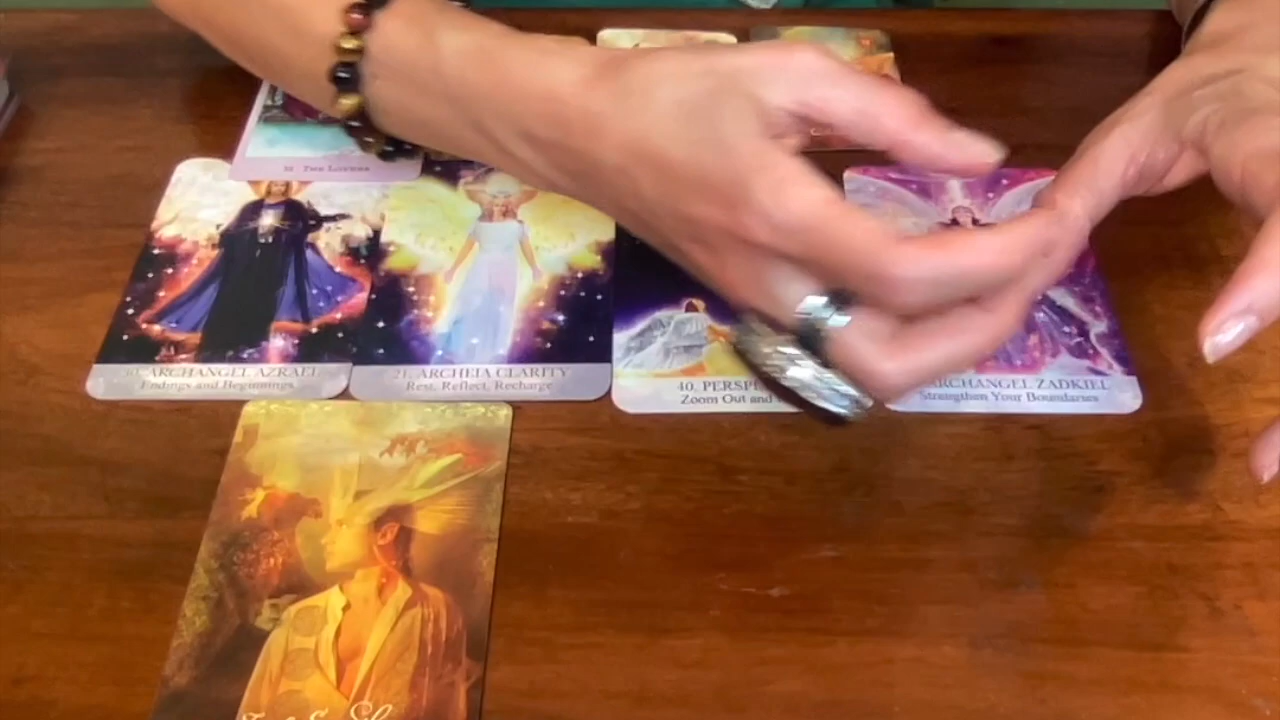 THE LOVERS
ARCHANGEL AZRAEL
Endings and Beginnings
21. ARCHEIA CLARITY
Rest, Reflect, Recharge
40.
Zoom Out and
ARCHANGEL ZADKIEL
Strengthen Your Boundaries